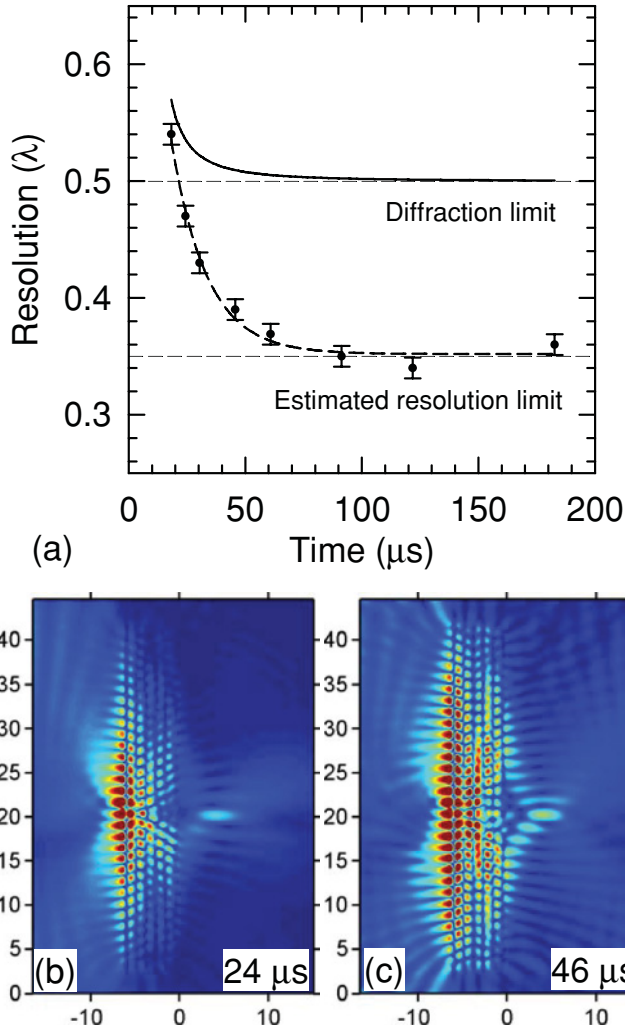 0.6
0.5
0.4
0.3
Resolution (λ)
Diffraction limit
Estimated resolution limit
0 50 100 150 200
(a) Time (μs)
40 40
35 35
30 30
25 25
20 20
15 15
10 10
5 5
0 0
(b) 24 μs (c) 46 μs
-10 0 10 -10 0 10